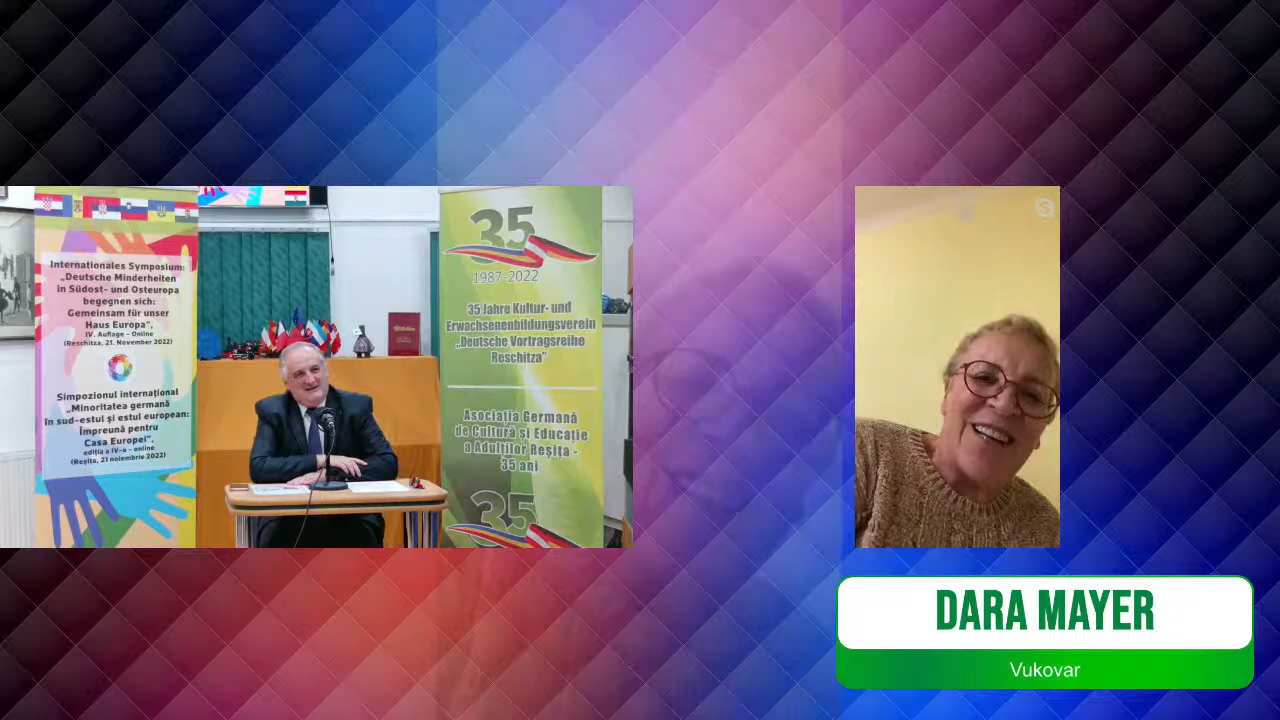 Internationales Symposium:
„Deutsche Minderheiten
in Südost- und Osteuropa
begegnen sich:
Gemeinsam für unser
Haus Europa”,
IV. Auflage - Online
(Reschitza, 21. November 2022)
Simpozionul internațional
„Minoritatea germană
în sud-estul și estul european:
Împreună pentru
Casa Europei”,
ediția a IV-a - online
(Reșița, 21 noiembrie 2022)
35
1987-2022
35 Jahre Kultur- und
Erwachsenenbildungsverein
„Deutsche Vortragsreihe
Reschitza”
Asociația Germană
de Cultură și Educație
a Adulților Reșița -
35 ani
35
DARA MAYER
Vukovar